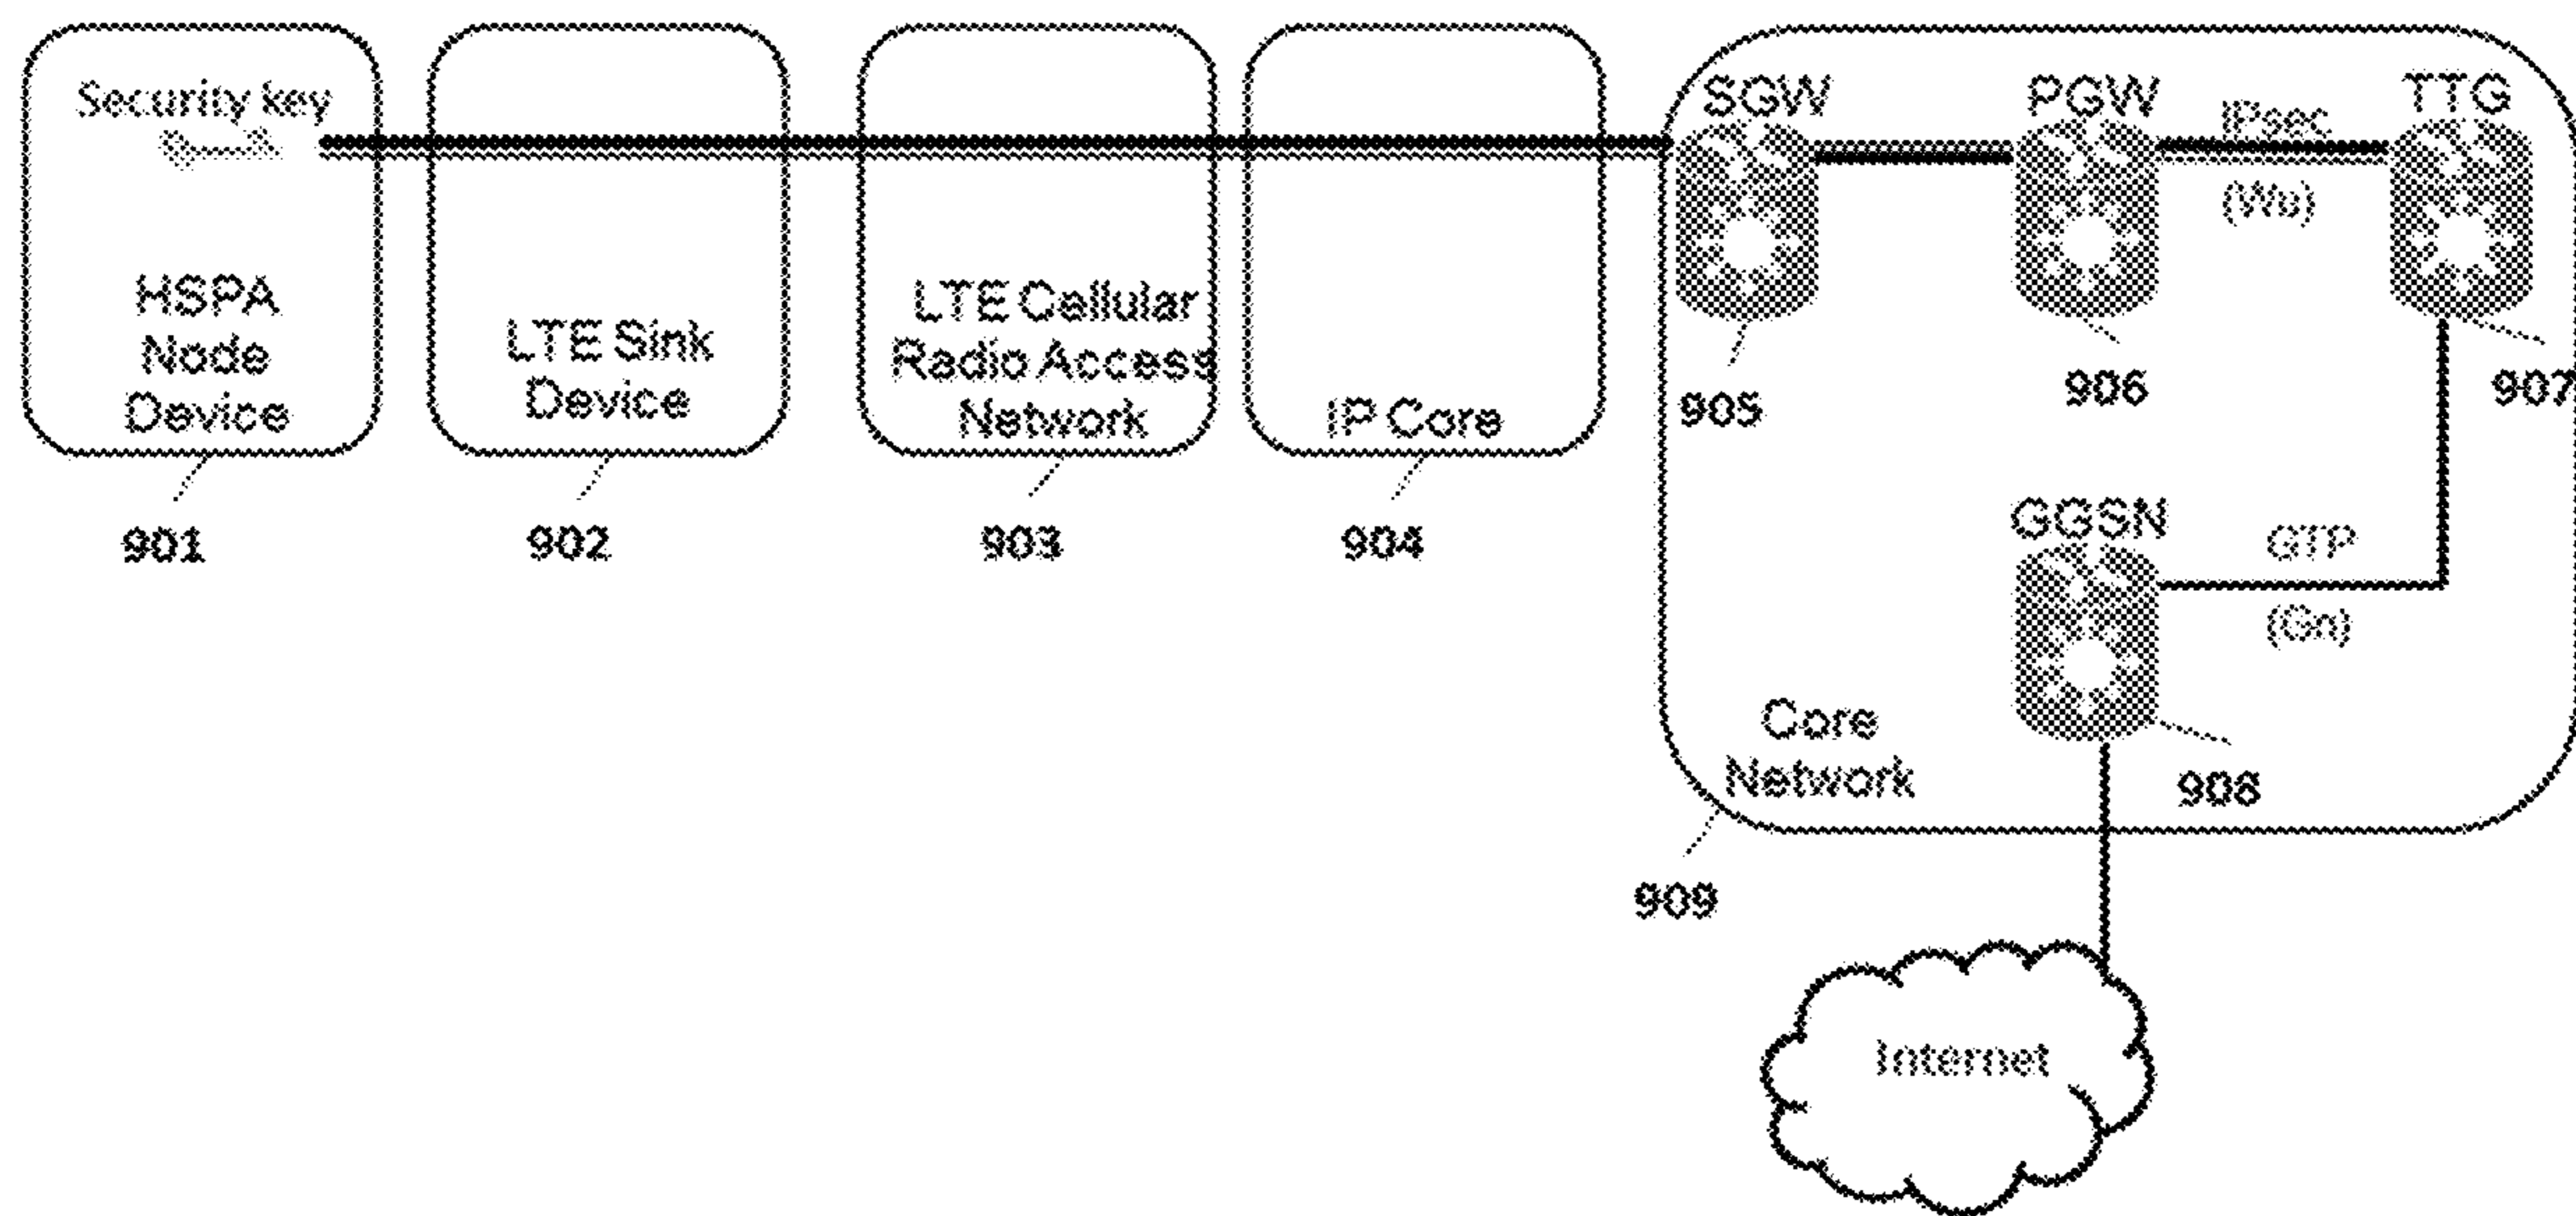 Security key
HSPA
Node
Device
901
LTE Sink
Device
902
LTE Cellular
Radio Access
Network
903
IP Core
904
SGW
905
PGW
906
IPsec
(Wu)
TTG
907
GGSN
GTP
(Gn)
908
Core
Network
909
Internet